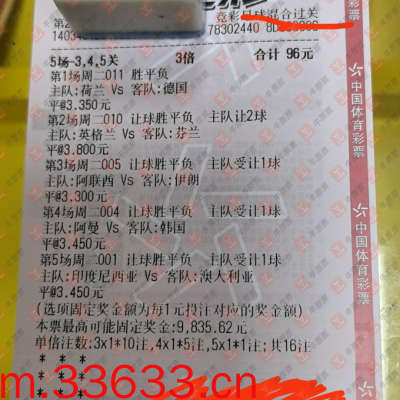 竞彩足球混合过关
78302440
5场-3,4,5关 3倍 合计 96元
第1场周二011 胜平负
主队:荷兰 Vs 客队:德国
平@3.350元
第2场周二010 让球胜平负 主队让2球
主队:英格兰 Vs 客队:芬兰
平@3.800元
第3场周二005 让球胜平负 主队受让1球
主队:阿联酋 Vs 客队:伊朗
平@3.300元
第4场周二004 让球胜平负 主队受让1球
主队:阿曼 Vs 客队:韩国
平@3.450元
第5场周二001 让球胜平负 主队受让1球
主队:印度尼西亚 Vs 客队:澳大利亚
平@3.450元
(选项固定奖金额为每1元投注对应的奖金额)
本票最高可能固定奖金:9,835.62元
单倍注数:3x1*10注,4x1*5注,5x1*1注;共16注
* * *
* * *
* * *
m.33633.cn
彩票
中国体育彩票
中国体育彩票